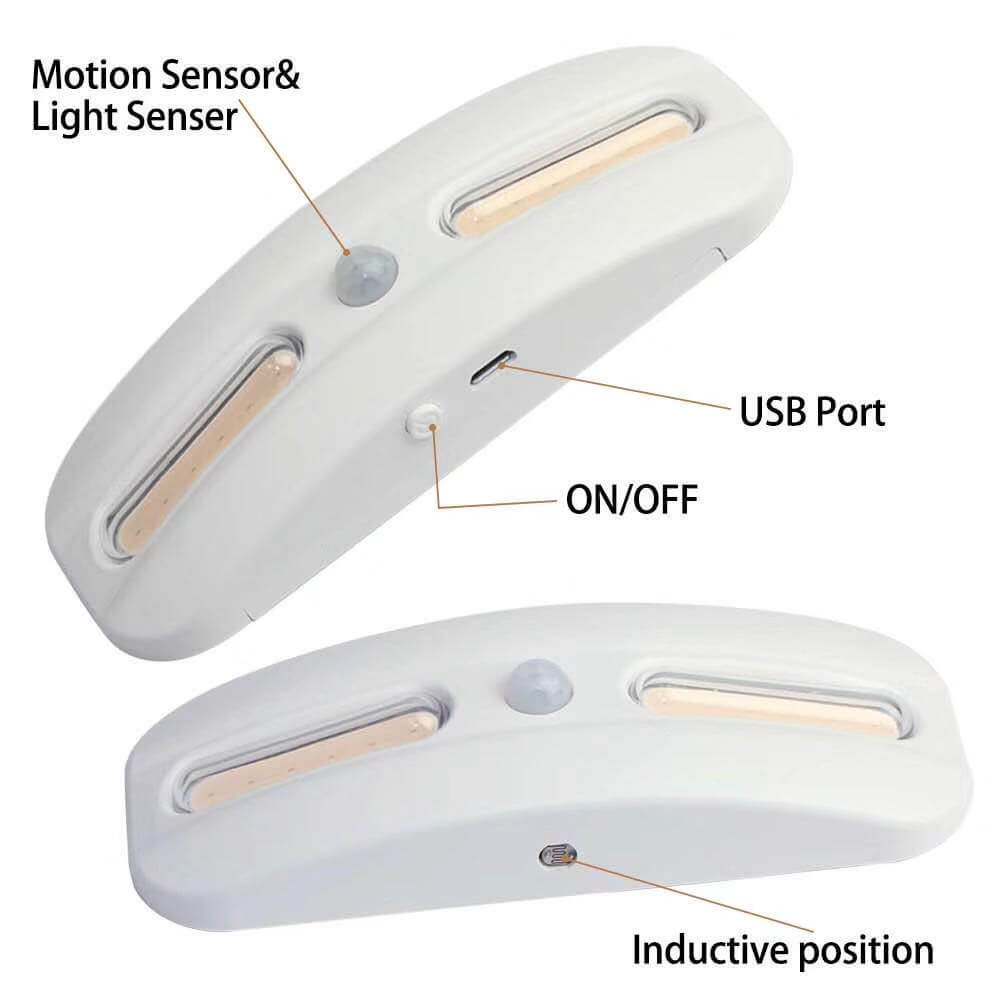 Motion Sensor&
Light Senser
USB Port
ON/OFF
Inductive position